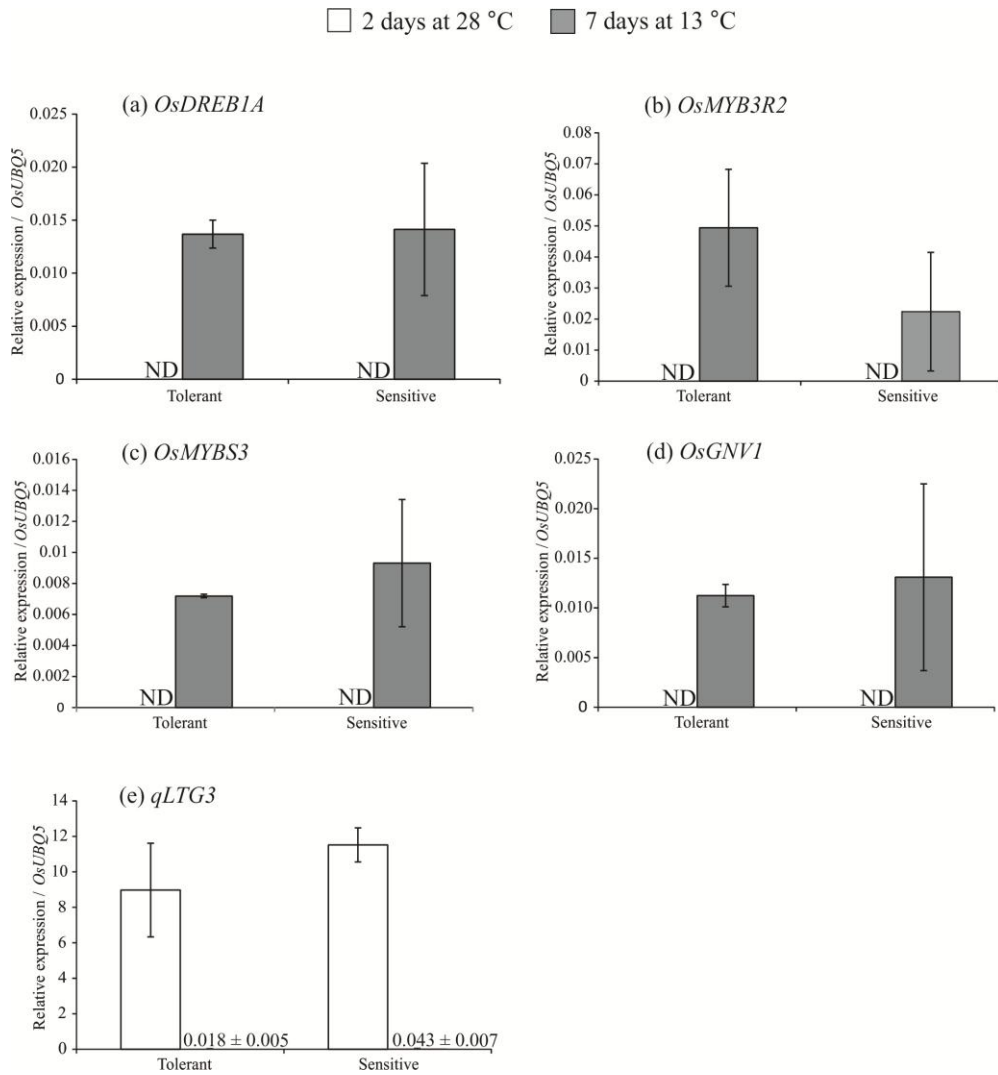 2 days at 28 °C 7 days at 13 °C
(a) OsDREB1A
Relative expression / OsUBQ5
0.025
0.020
0.015
0.010
0.005
0
ND
ND
Tolerant
Sensitive
(b) OsMYB3R2
Relative expression / OsUBQ5
0.08
0.07
0.06
0.05
0.04
0.03
0.02
0.01
0
ND
ND
Tolerant
Sensitive
(c) OsMYBS3
Relative expression / OsUBQ5
0.016
0.014
0.012
0.01
0.008
0.006
0.004
0.002
0
ND
ND
Tolerant
Sensitive
(d) OsGNV1
Relative expression / OsUBQ5
0.025
0.020
0.015
0.010
0.005
0
ND
ND
Tolerant
Sensitive
(e) qLTG3
Relative expression / OsUBQ5
14
12
10
8
6
4
2
0
0.018 ± 0.005
0.043 ± 0.007
Tolerant
Sensitive